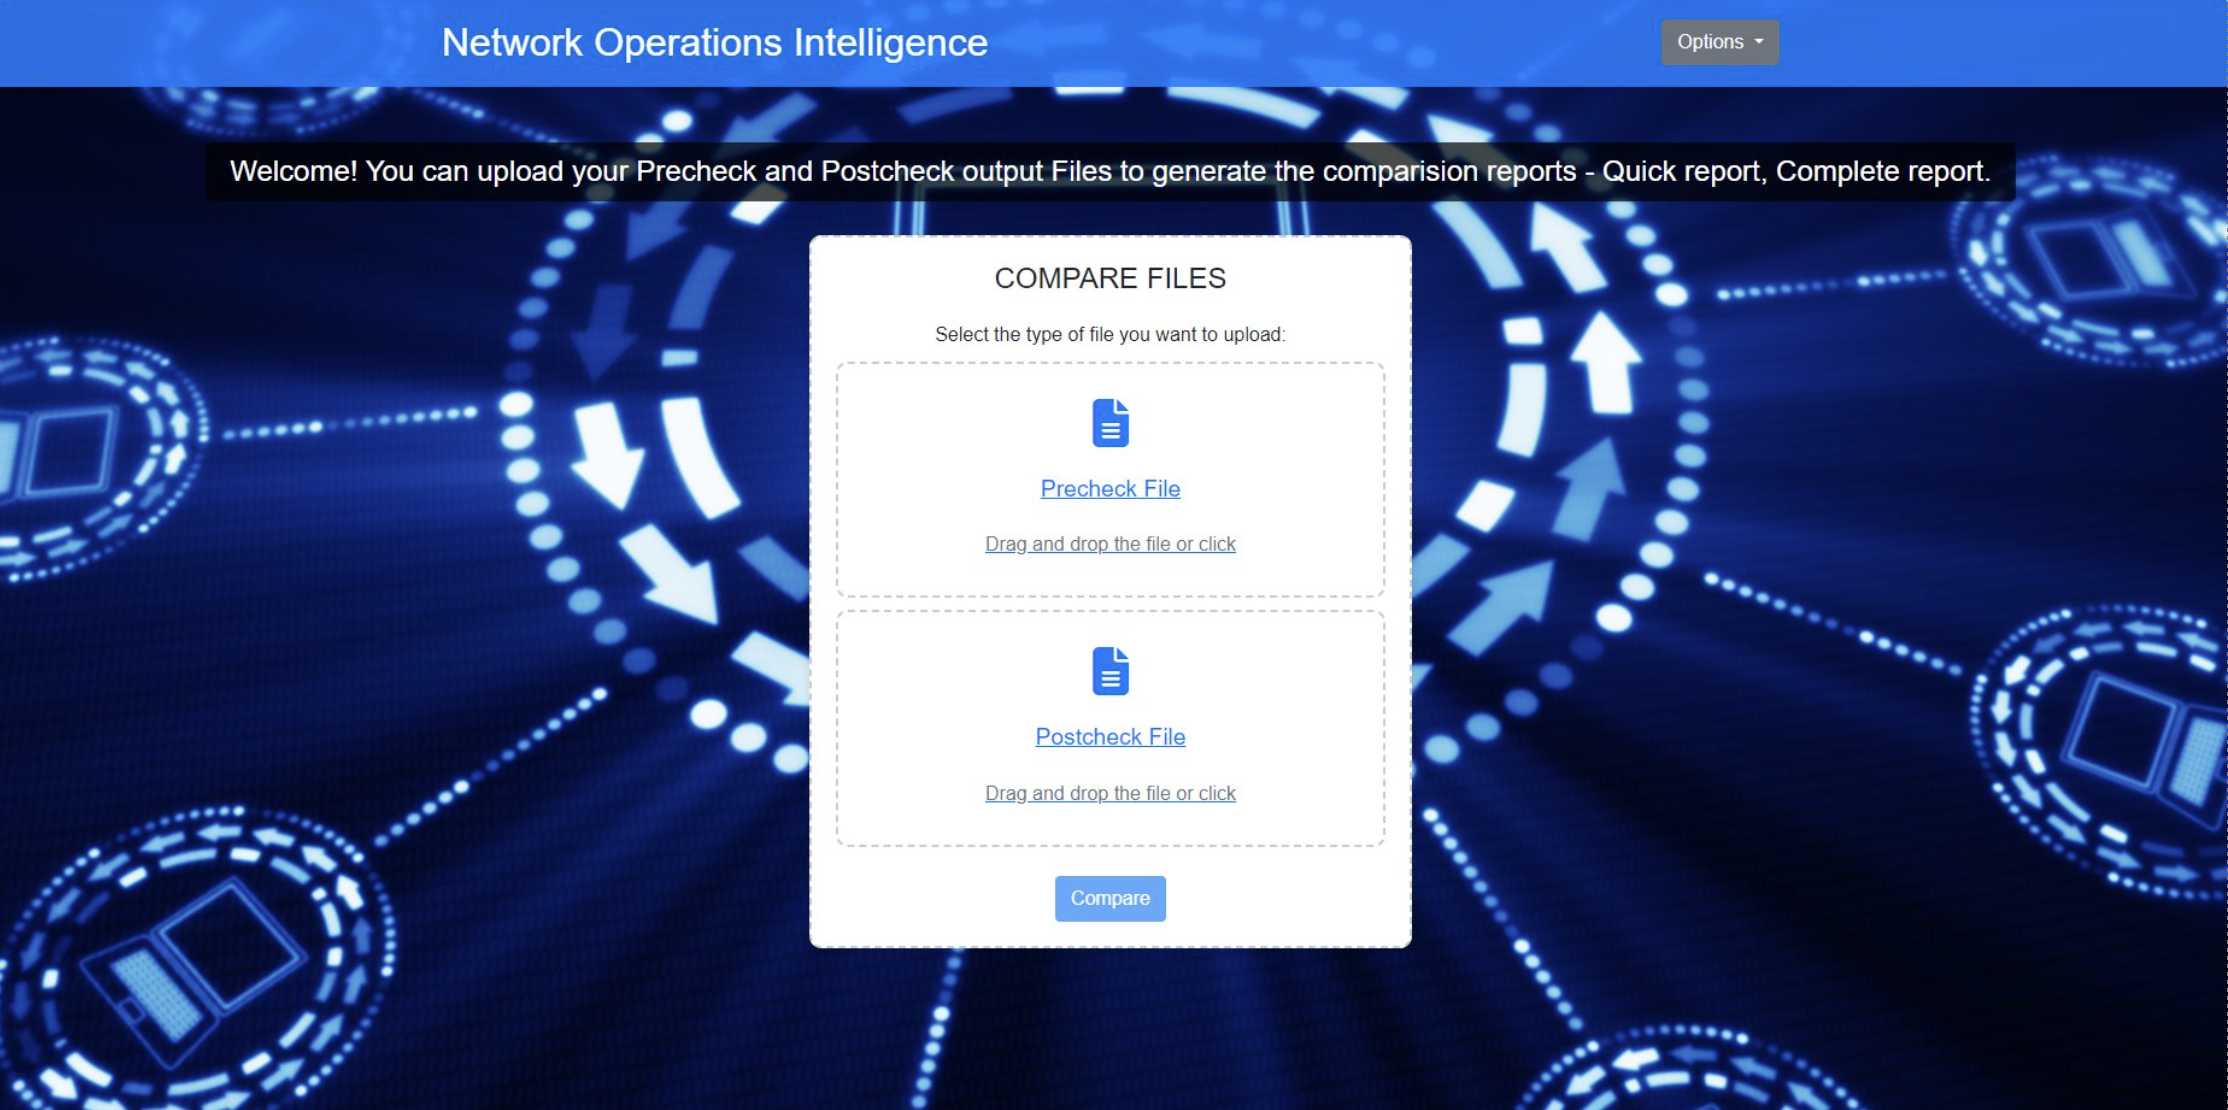 Network Operations Intelligence
Options
Welcome! You can upload your Precheck and Postcheck output Files to generate the comparision reports - Quick report, Complete report.
COMPARE FILES
Select the type of file you want to upload:
Precheck File
Drag and drop the file or click
Postcheck File
Drag and drop the file or click
Compare